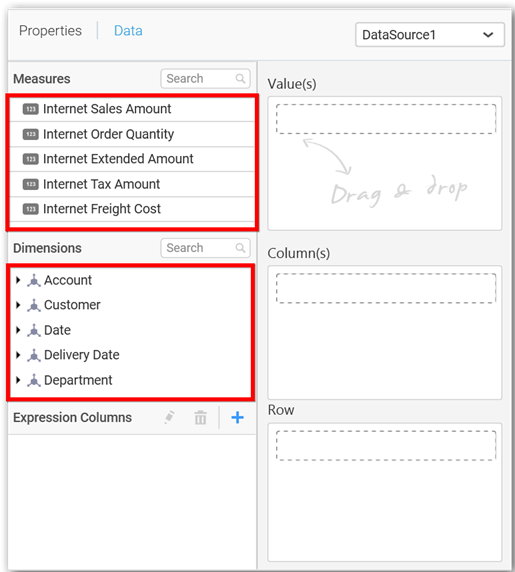 Properties
Data
DataSource1
Measures
Search
123 Internet Sales Amount
123 Internet Order Quantity
123 Internet Extended Amount
123 Internet Tax Amount
123 Internet Freight Cost
Dimensions
Search
Account
Customer
Date
Delivery Date
Department
Expression Columns
Value(s)
Drag & drop
Column(s)
Row